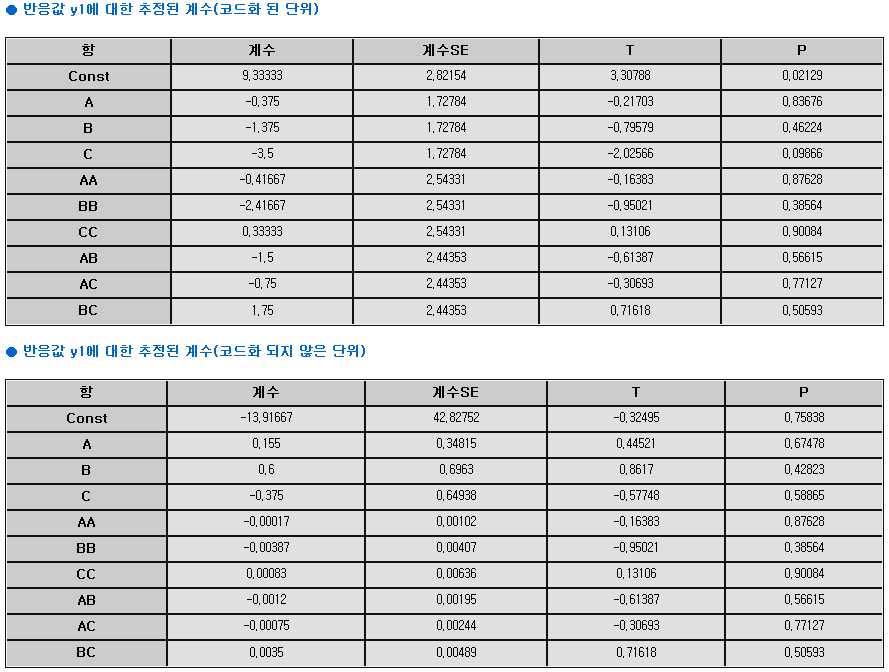 ● 반응값 y1에 대한 추정된 계수(코드화 된 단위)
항 계수 계수SE T P
Const 9,33333 2,82154 3,30788 0,02129
A -0,375 1,72784 -0,21703 0,83676
B -1,375 1,72784 -0,79579 0,46224
C -3,5 1,72784 -2,02566 0,09866
AA -0,41667 2,54331 -0,16383 0,87628
BB -2,41667 2,54331 -0,95021 0,38564
CC 0,33333 2,54331 0,13106 0,90084
AB -1,5 2,44353 -0,61387 0,56615
AC -0,75 2,44353 -0,30693 0,77127
BC 1,75 2,44353 0,71618 0,50593
● 반응값 y1에 대한 추정된 계수(코드화 되지 않은 단위)
항 계수 계수SE T P
Const -13,91667 42,82752 -0,32495 0,75838
A 0,155 0,34815 0,44521 0,67478
B 0,6 0,6963 0,8617 0,42823
C -0,375 0,64938 -0,57748 0,58865
AA -0,00017 0,00102 -0,16383 0,87628
BB -0,00387 0,00407 -0,95021 0,38564
CC 0,00083 0,00636 0,13106 0,90084
AB -0,0012 0,00195 -0,61387 0,56615
AC -0,00075 0,00244 -0,30693 0,77127
BC 0,0035 0,00489 0,71618 0,50593